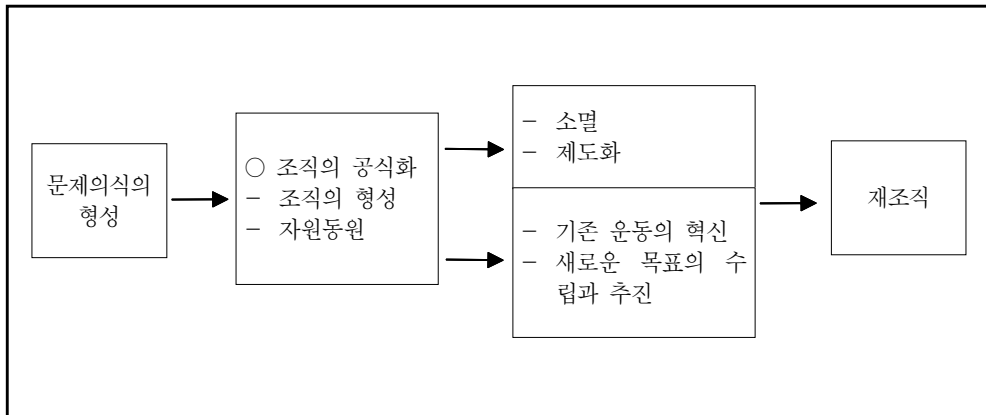 문제의식의
형성
○ 조직의 공식화
- 조직의 형성
- 자원동원
- 소멸
- 제도화
- 기존 운동의 혁신
- 새로운 목표의 수
립과 추진
재조직